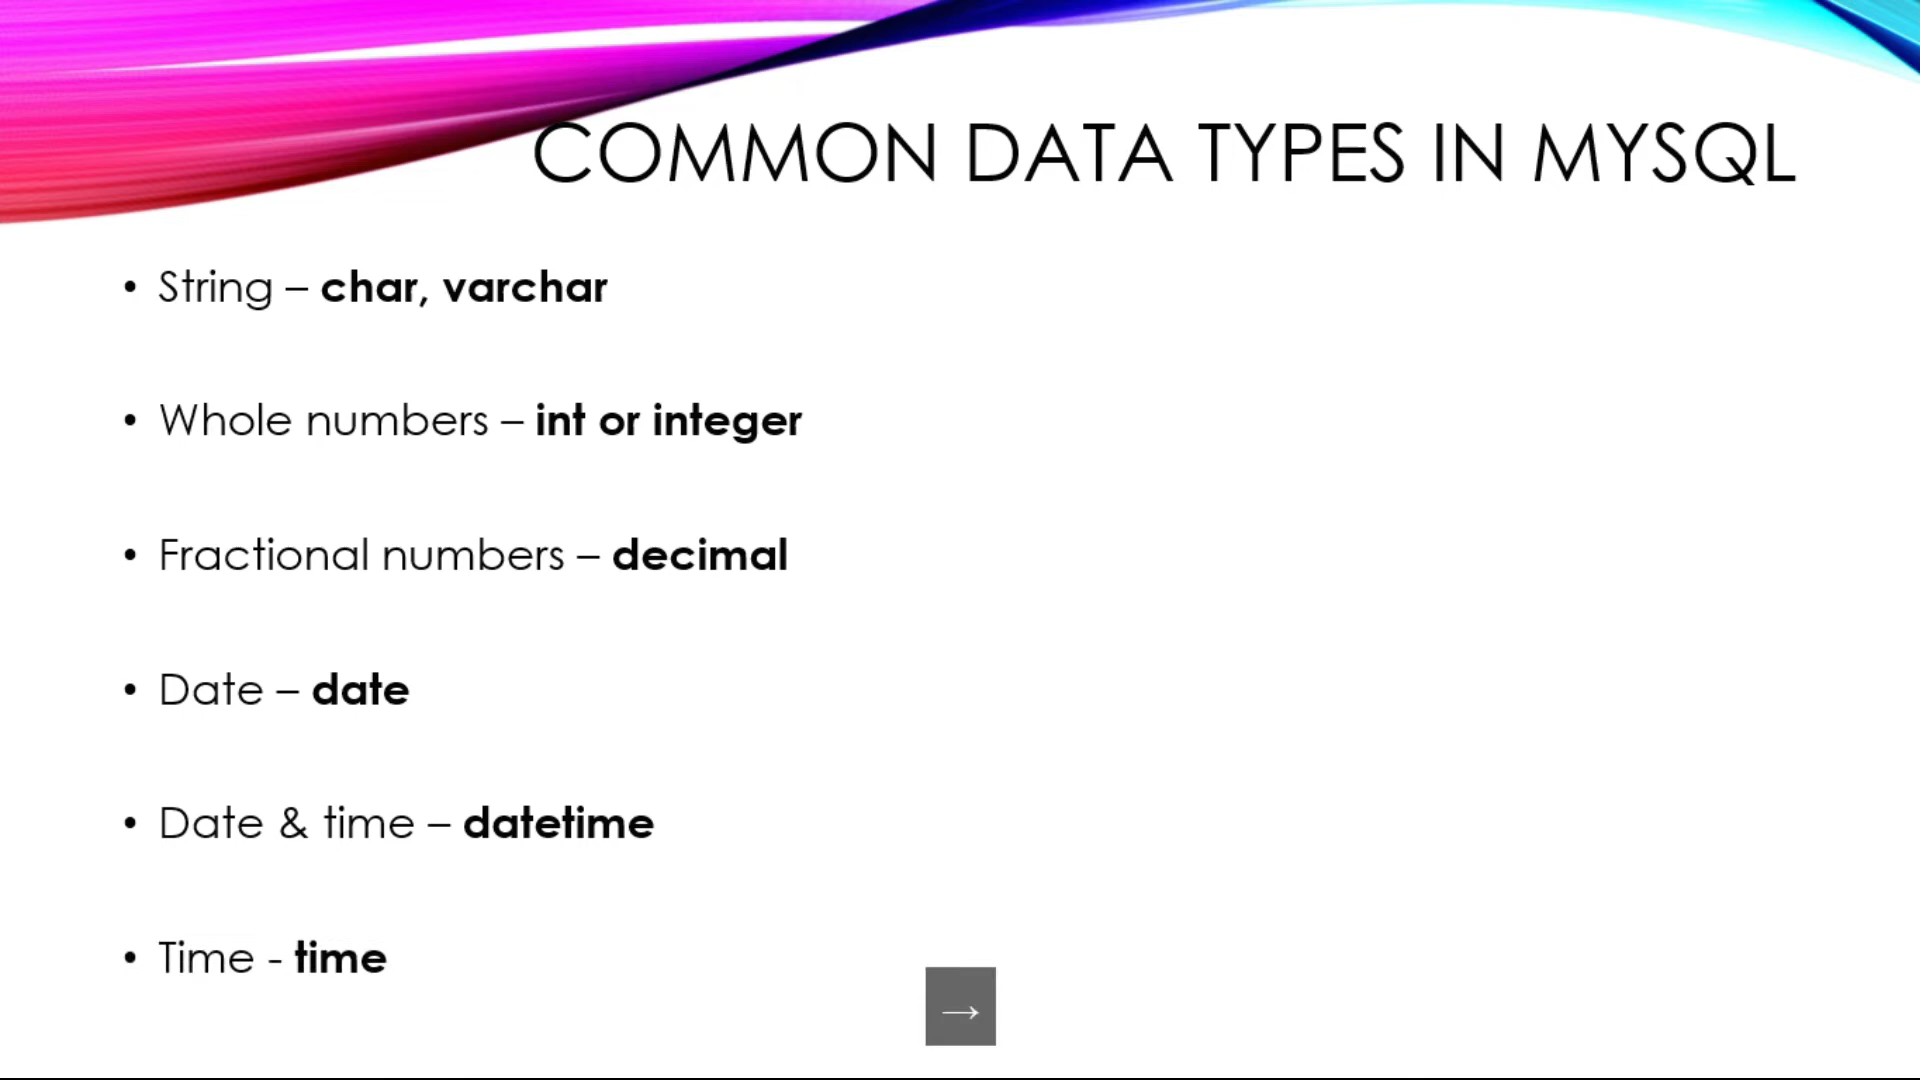 COMMON DATA TYPES IN MYSQL
• String – char, varchar
• Whole numbers – int or integer
• Fractional numbers – decimal
• Date – date
• Date & time – datetime
• Time - time
→